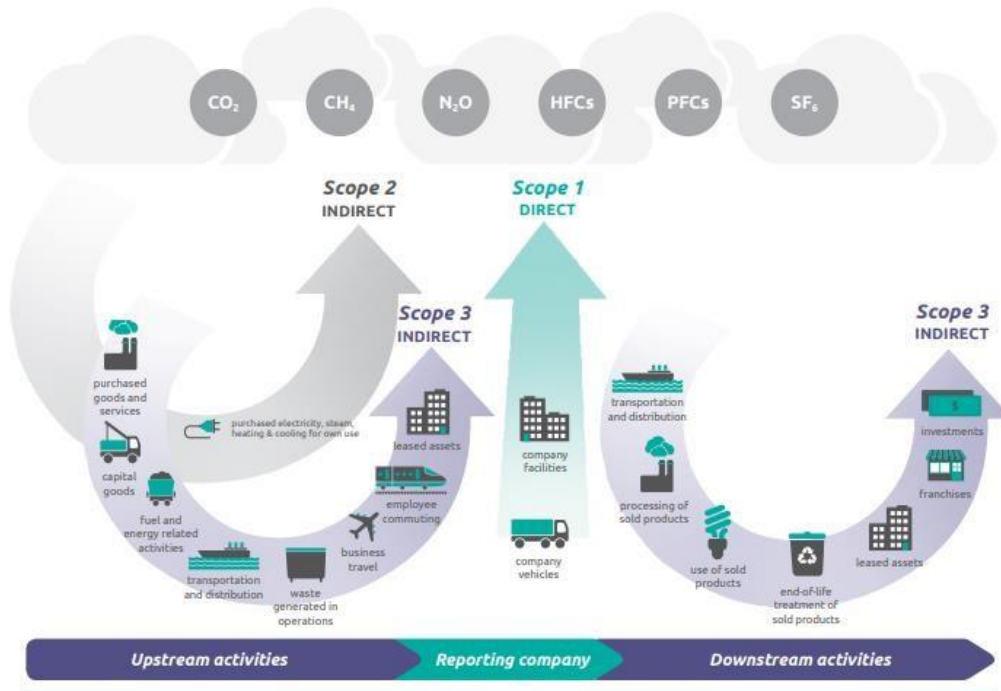 CO₂
CH₄
N₂O
HFCs
PFCs
SF₆
Scope 2
INDIRECT
Scope 1
DIRECT
Scope 3
INDIRECT
Scope 3
INDIRECT
purchased
goods and
services
capital
goods
fuel and
energy related
activities
purchased electricity, steam,
heating & cooling for own use
transportation
and distribution
waste
generated in
operations
business
travel
employee
commuting
leased assets
company
facilities
company
vehicles
transportation
and distribution
processing of
sold products
use of sold
products
end-of-life
treatment of
sold products
leased assets
franchises
investments
$
Upstream activities
Reporting company
Downstream activities